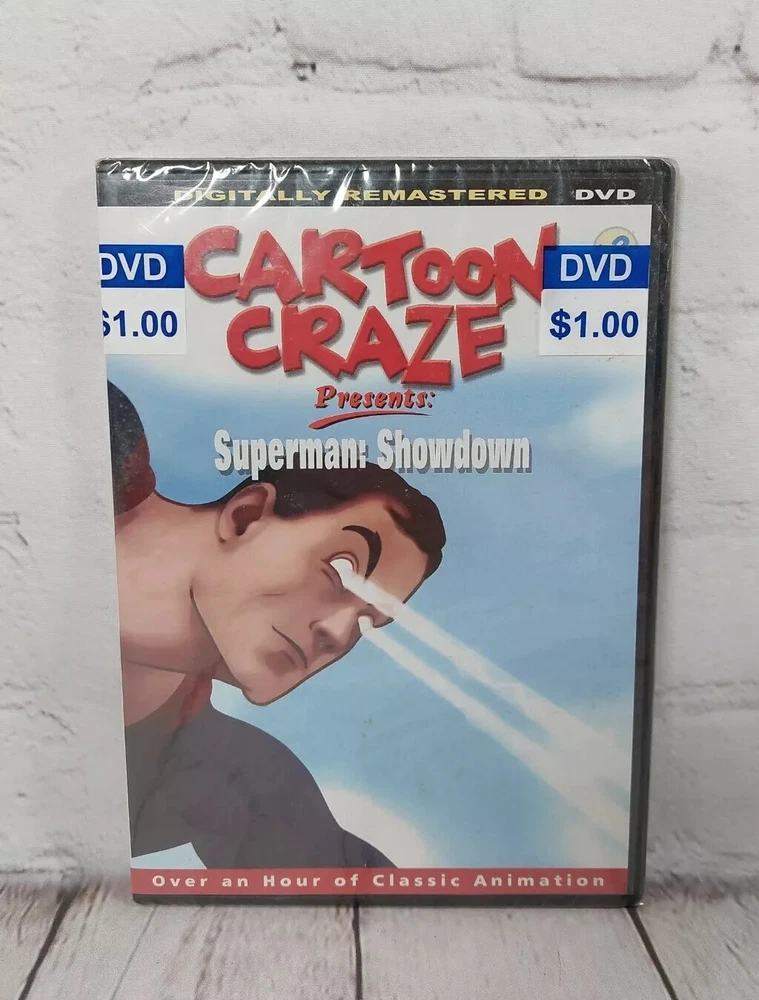 DIGITALLY REMASTERED DVD
CARTOON
CRAZE
Presents:
Superman: Showdown
DVD
$1.00
DVD
$1.00
Over an Hour of Classic Animation